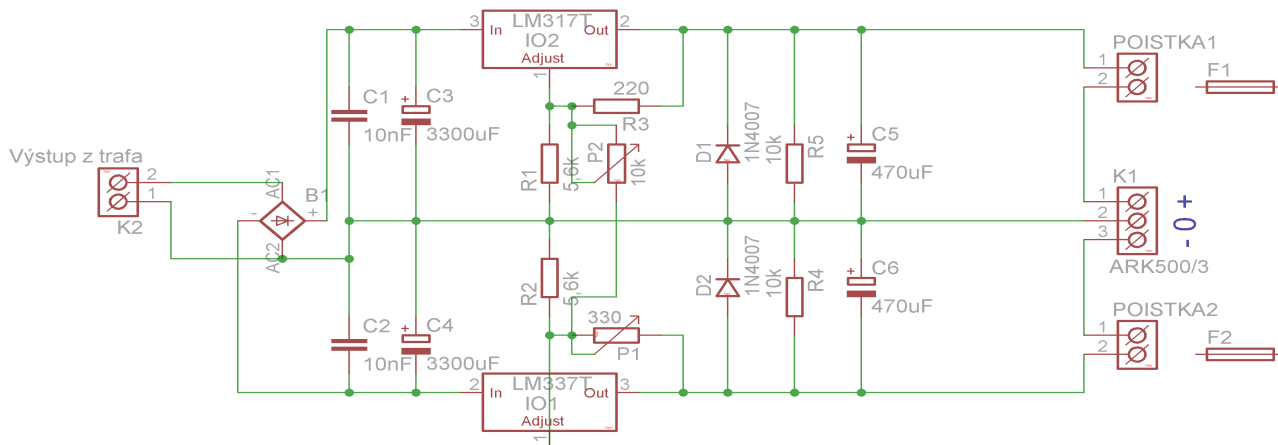 Výstup z trafa
2
1
K2
AC1
AC2
B1
-
+
C1
10nF
C3
+
3300uF
C2
10nF
C4
+
3300uF
3
In
LM317T
IO2
Out
2
Adjust
1
220
R3
R1
5,6k
P2
10k
R2
5,6k
330
P1
2
In
LM337T
IO1
Out
3
Adjust
1
D1
1N4007
R5
10k
C5
+
470uF
D2
1N4007
R4
10k
C6
+
470uF
POISTKA1
1
2
F1
K1
1
2
3
- 0 +
ARK500/3
POISTKA2
1
2
F2